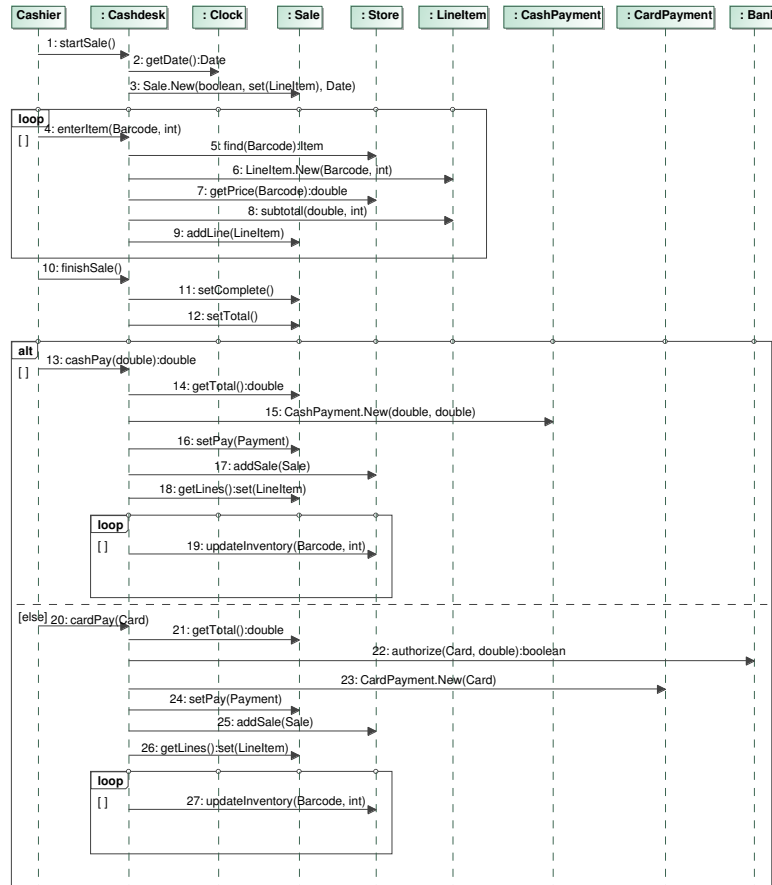 Cashier : Cashdesk : Clock : Sale : Store : LineItem : CashPayment : CardPayment : Bank
1: startSale()
2: getDate():Date
3: Sale.New(boolean, set(LineItem), Date)
loop
4: enterItem(Barcode, int)
[ ]
5: find(Barcode):Item
6: LineItem.New(Barcode, int)
7: getPrice(Barcode):double
8: subtotal(double, int)
9: addLine(LineItem)
10: finishSale()
11: setComplete()
12: setTotal()
alt
13: cashPay(double):double
[ ]
14: getTotal():double
15: CashPayment.New(double, double)
16: setPay(Payment)
17: addSale(Sale)
18: getLines():set(LineItem)
loop
[ ]
19: updateInventory(Barcode, int)
[else] 20: cardPay(Card)
21: getTotal():double
22: authorize(Card, double):boolean
23: CardPayment.New(Card)
24: setPay(Payment)
25: addSale(Sale)
26: getLines():set(LineItem)
loop
[ ]
27: updateInventory(Barcode, int)